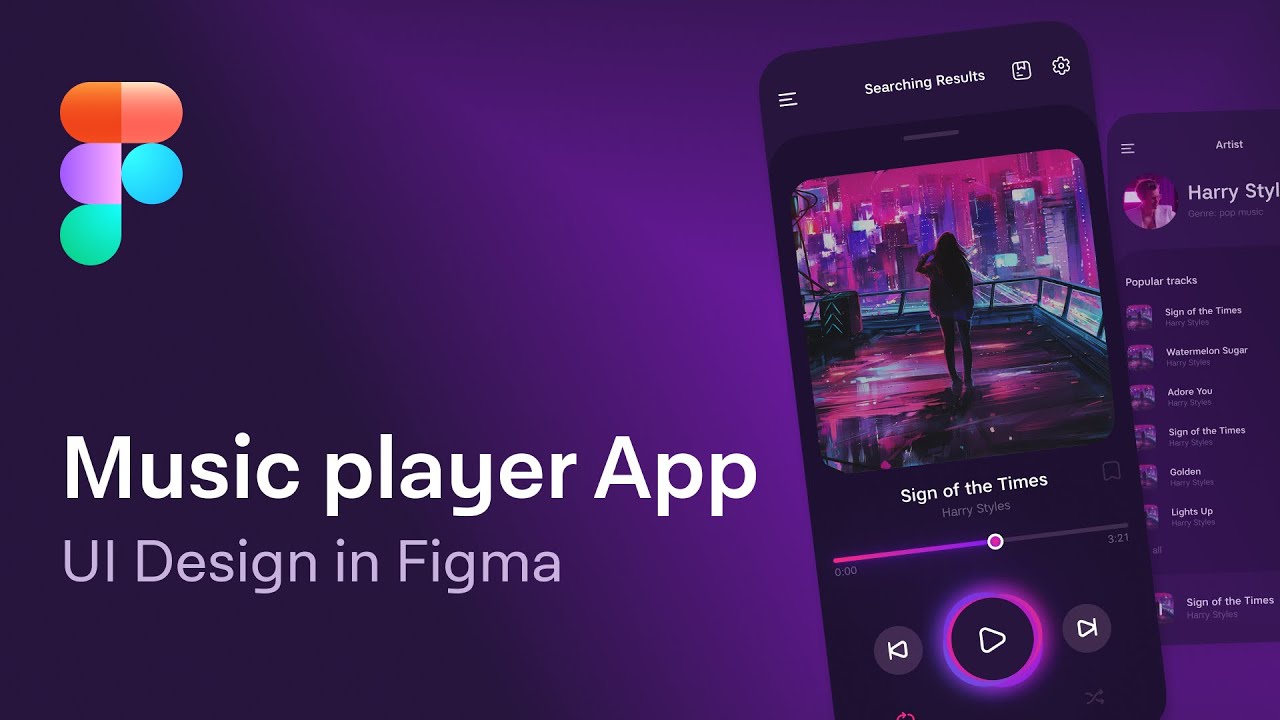 Music player App
UI Design in Figma
Searching Results
Sign of the Times
Harry Styles
0:00
3:21
Artist
Harry Styl
Genre: pop music
Popular tracks
Sign of the Times
Harry Styles
Watermelon Sugar
Harry Styles
Adore You
Harry Styles
Sign of the Times
Harry Styles
Golden
Harry Styles
Lights Up
Harry Styles
all
Sign of the Times
Harry Styles